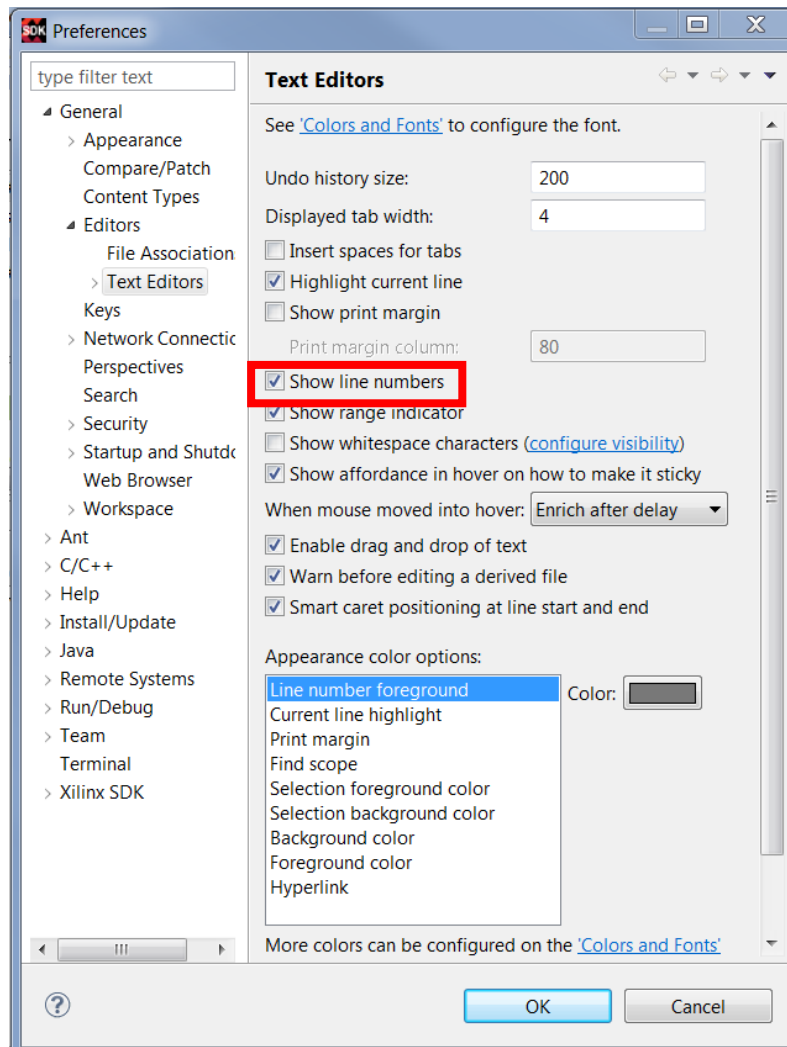 SDK Preferences
type filter text
General
Appearance
Compare/Patch
Content Types
Editors
File Association
Text Editors
Keys
Network Connectic
Perspectives
Search
Security
Startup and Shutdo
Web Browser
Workspace
Ant
C/C++
Help
Install/Update
Java
Remote Systems
Run/Debug
Team
Terminal
Xilinx SDK
Text Editors
See 'Colors and Fonts' to configure the font.
Undo history size: 200
Displayed tab width: 4
Insert spaces for tabs
Highlight current line
Show print margin
Print margin column: 80
Show line numbers
Show range indicator
Show whitespace characters (configure visibility)
Show affordance in hover on how to make it sticky
When mouse moved into hover: Enrich after delay
Enable drag and drop of text
Warn before editing a derived file
Smart caret positioning at line start and end
Appearance color options:
Line number foreground
Color:
Current line highlight
Print margin
Find scope
Selection foreground color
Selection background color
Background color
Foreground color
Hyperlink
More colors can be configured on the 'Colors and Fonts'
OK Cancel